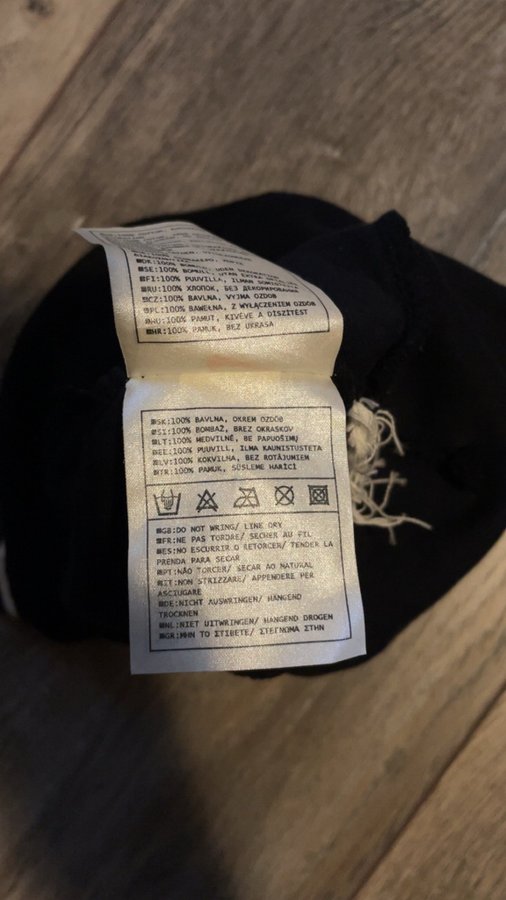 ■SE:100% BOMULL, UTAN EXTRA
■FI:100% PUUVILLA, ILMAN
■RU:100% ХЛОПОК, БЕЗ ДЕКОРИРОВАНИЯ
■CZ:100% BAVLNA, VYJMA OZDOB
■PL:100% BAWEŁNA, Z WYŁĄCZENIEM OZDÓB
■HU:100% PAMUT, KIVÉVE A DÍSZÍTÉST
■HR:100% PAMUK, BEZ UKRASA
■SK:100% BAVLNA, OKREM OZDÔB
■SI:100% BOMBAŽ, BREZ OKRASKOV
■LT:100% MEDVILNĖ, BE PAPUOŠIMŲ
■EE:100% PUUVILL, ILMA KAUNISTUSTETA
■LV:100% KOKVILNA, BEZ ROTĀJUMIEM
■TR:100% PAMUK, SÜSLEME HARİCİ
■GB:DO NOT WRING/ LINE DRY
■FR:NE PAS TORDRE/ SECHER AU FIL
■ES:NO ESCURRIR O RETORCER/ TENDER LA
PRENDA PARA SECAR
■PT:NÃO TORCER/ SECAR AO NATURAL
■IT:NON STRIZZARE/ APPENDERE PER
ASCIUGARE
■DE:NICHT AUSWRINGEN/ HÄNGEND
TROCKNEN
■NL:NIET UITWRINGEN/ HANGEND DROGEN
■GR:ΜΗΝ ΤΟ ΣΤΙΒΕΤΕ/ ΣΤΕΓΝΩΜΑ ΣΤΗΝ